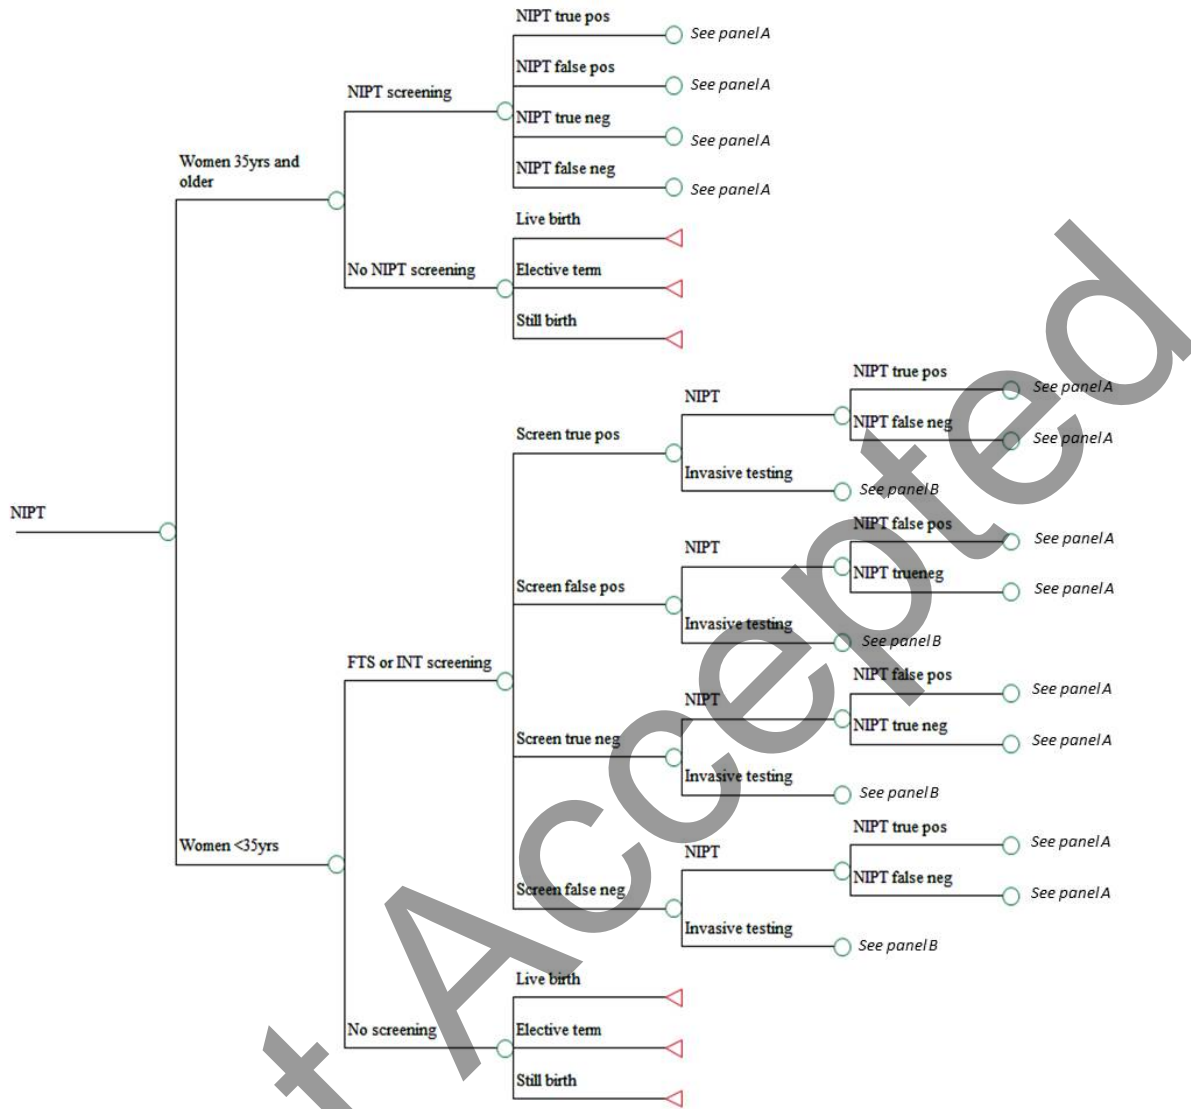 NIPT true pos
See panel A
NIPT false pos
See panel A
NIPT screening
NIPT true neg
See panel A
Women 35yrs and
older
NIPT false neg
See panel A
Live birth
No NIPT screening
Elective term
Still birth
NIPT true pos
See panel A
NIPT
NIPT false neg
See panel A
Screen true pos
Invasive testing
See panel B
NIPT
NIPT false pos
See panel A
NIPT
NIPT trueneg
See panel A
Screen false pos
Invasive testing
See panel B
FTS or INT screening
NIPT false pos
See panel A
NIPT
NIPT true neg
See panel A
Screen true neg
Invasive testing
See panel B
Women <35yrs
NIPT true pos
See panel A
NIPT
NIPT false neg
See panel A
Screen false neg
Invasive testing
See panel B
Live birth
No screening
Elective term
Still birth
t Accepted